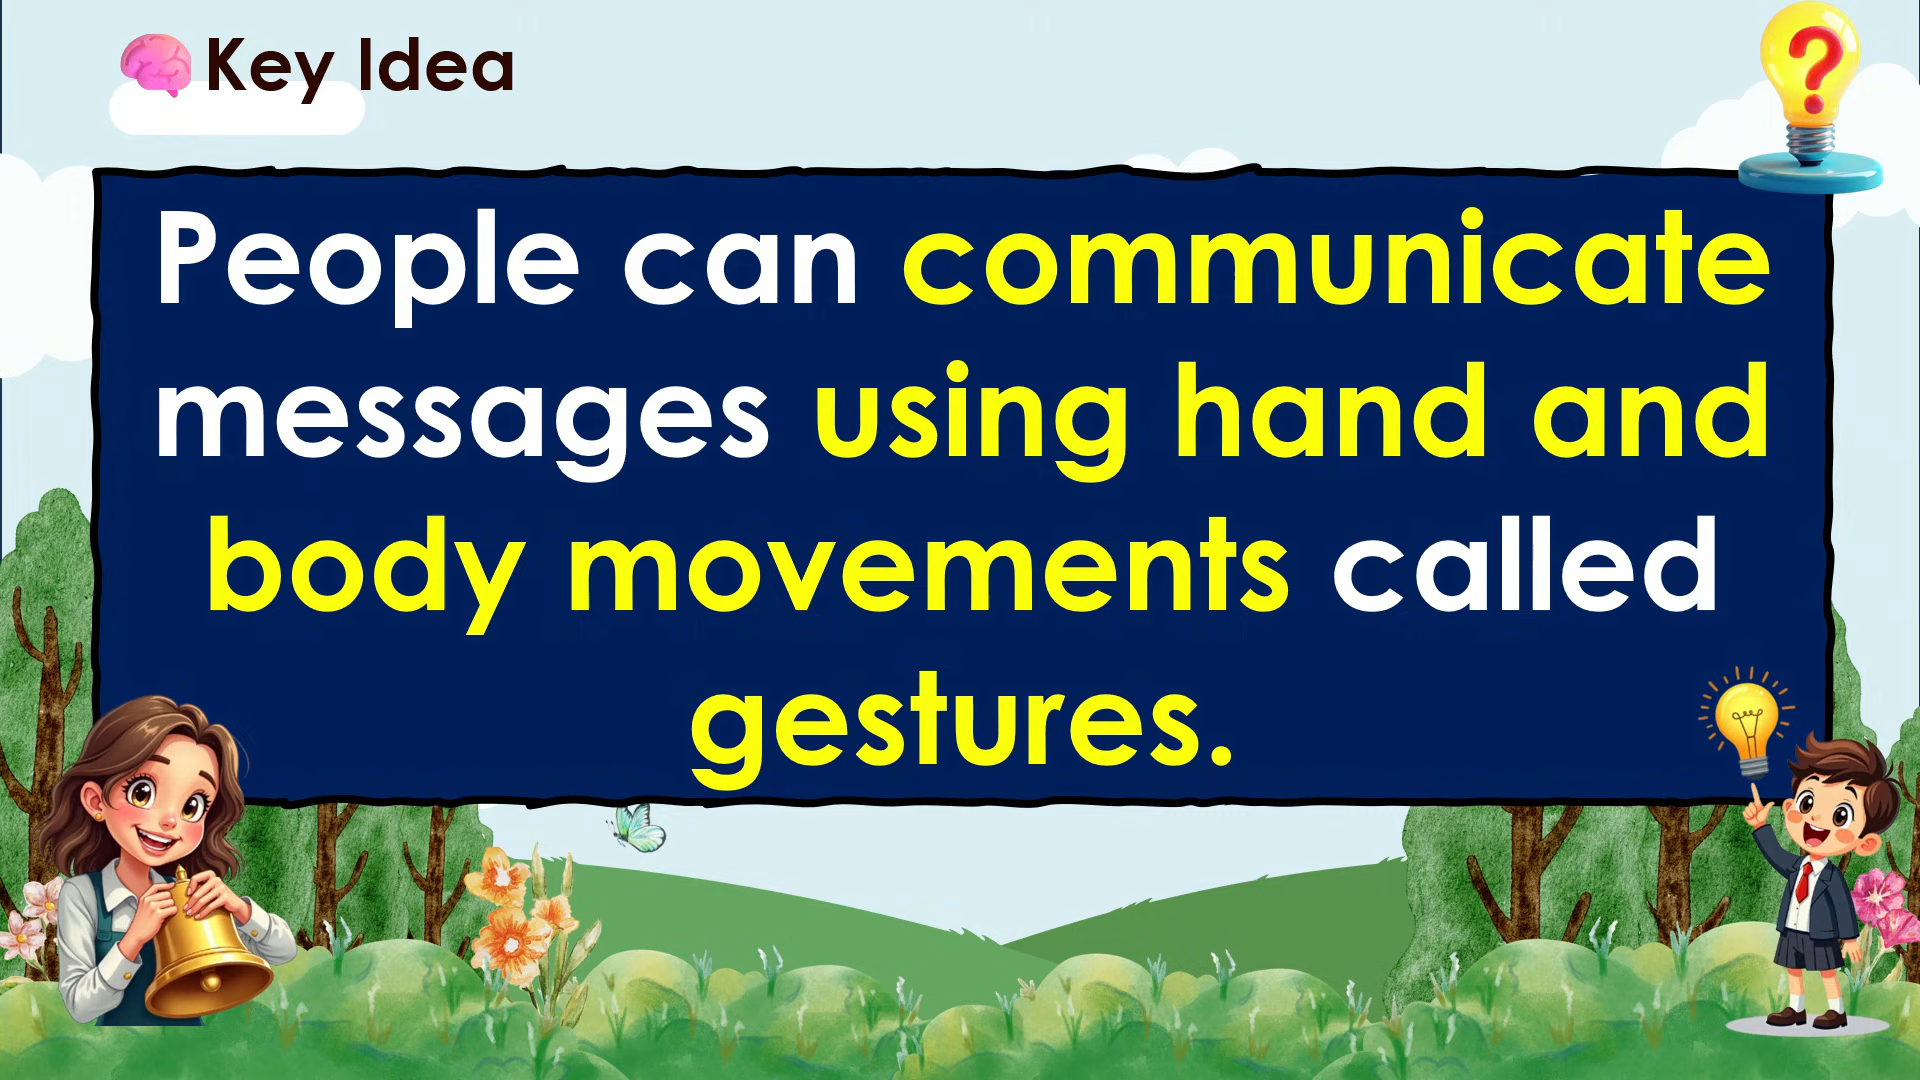 Key Idea
?
People can communicate
messages using hand and
body movements called
gestures.